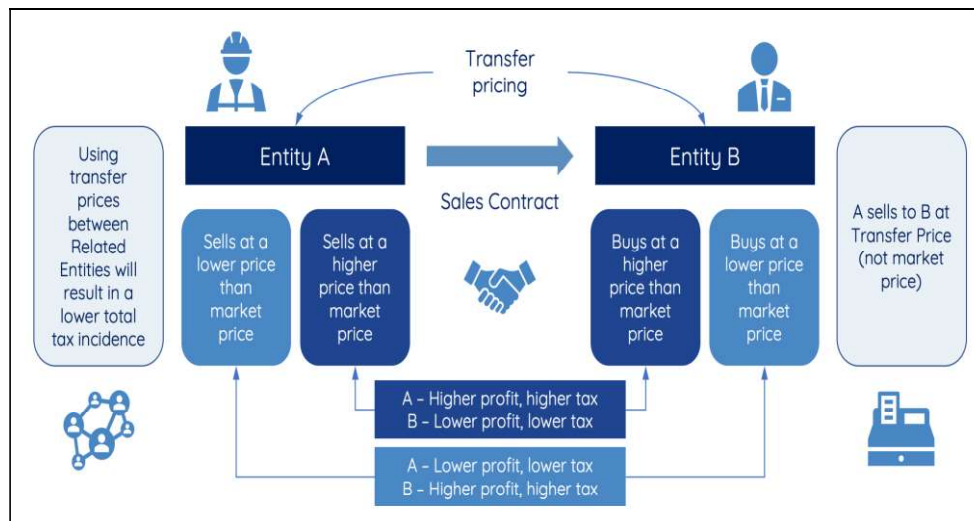 Transfer
pricing
Using
transfer
prices
between
Related
Entities will
result in a
lower total
tax incidence
Entity A
Sales Contract
Entity B
Sells at a
lower price
than
market
price
Sells at a
higher
price than
market
price
Buys at a
higher
price than
market
price
Buys at a
lower price
than
market
price
A sells to B at
Transfer Price
(not market
price)
A – Higher profit, higher tax
B – Lower profit, lower tax
A – Lower profit, lower tax
B – Higher profit, higher tax